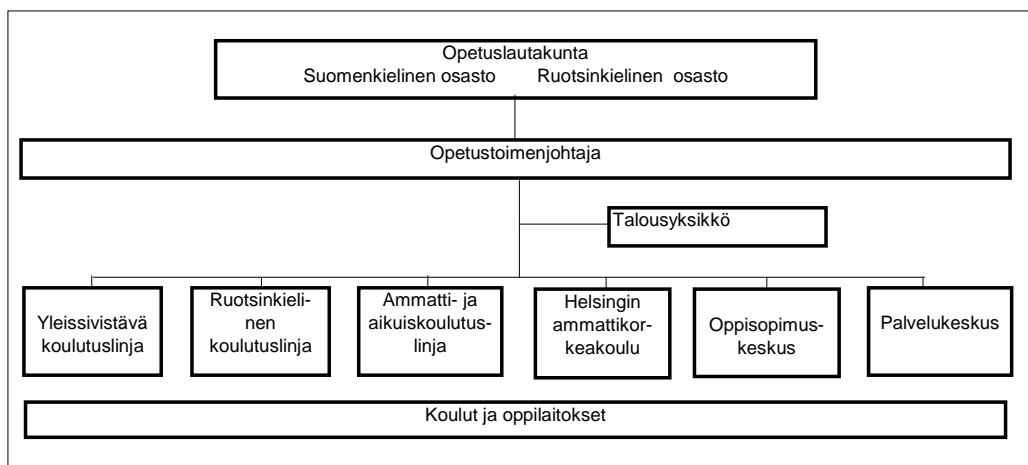 Opetuslautakunta
Suomenkielinen osasto Ruotsinkielinen osasto
Opetustoimenjohtaja
Talousyksikkö
Yleissivistävä
koulutuslinja
Ruotsinkieli-
nen
koulutuslinja
Ammatti- ja
aikuiskoulutus-
linja
Helsingin
ammattikor-
keakoulu
Oppisopimus-
keskus
Palvelukeskus
Koulut ja oppilaitokset